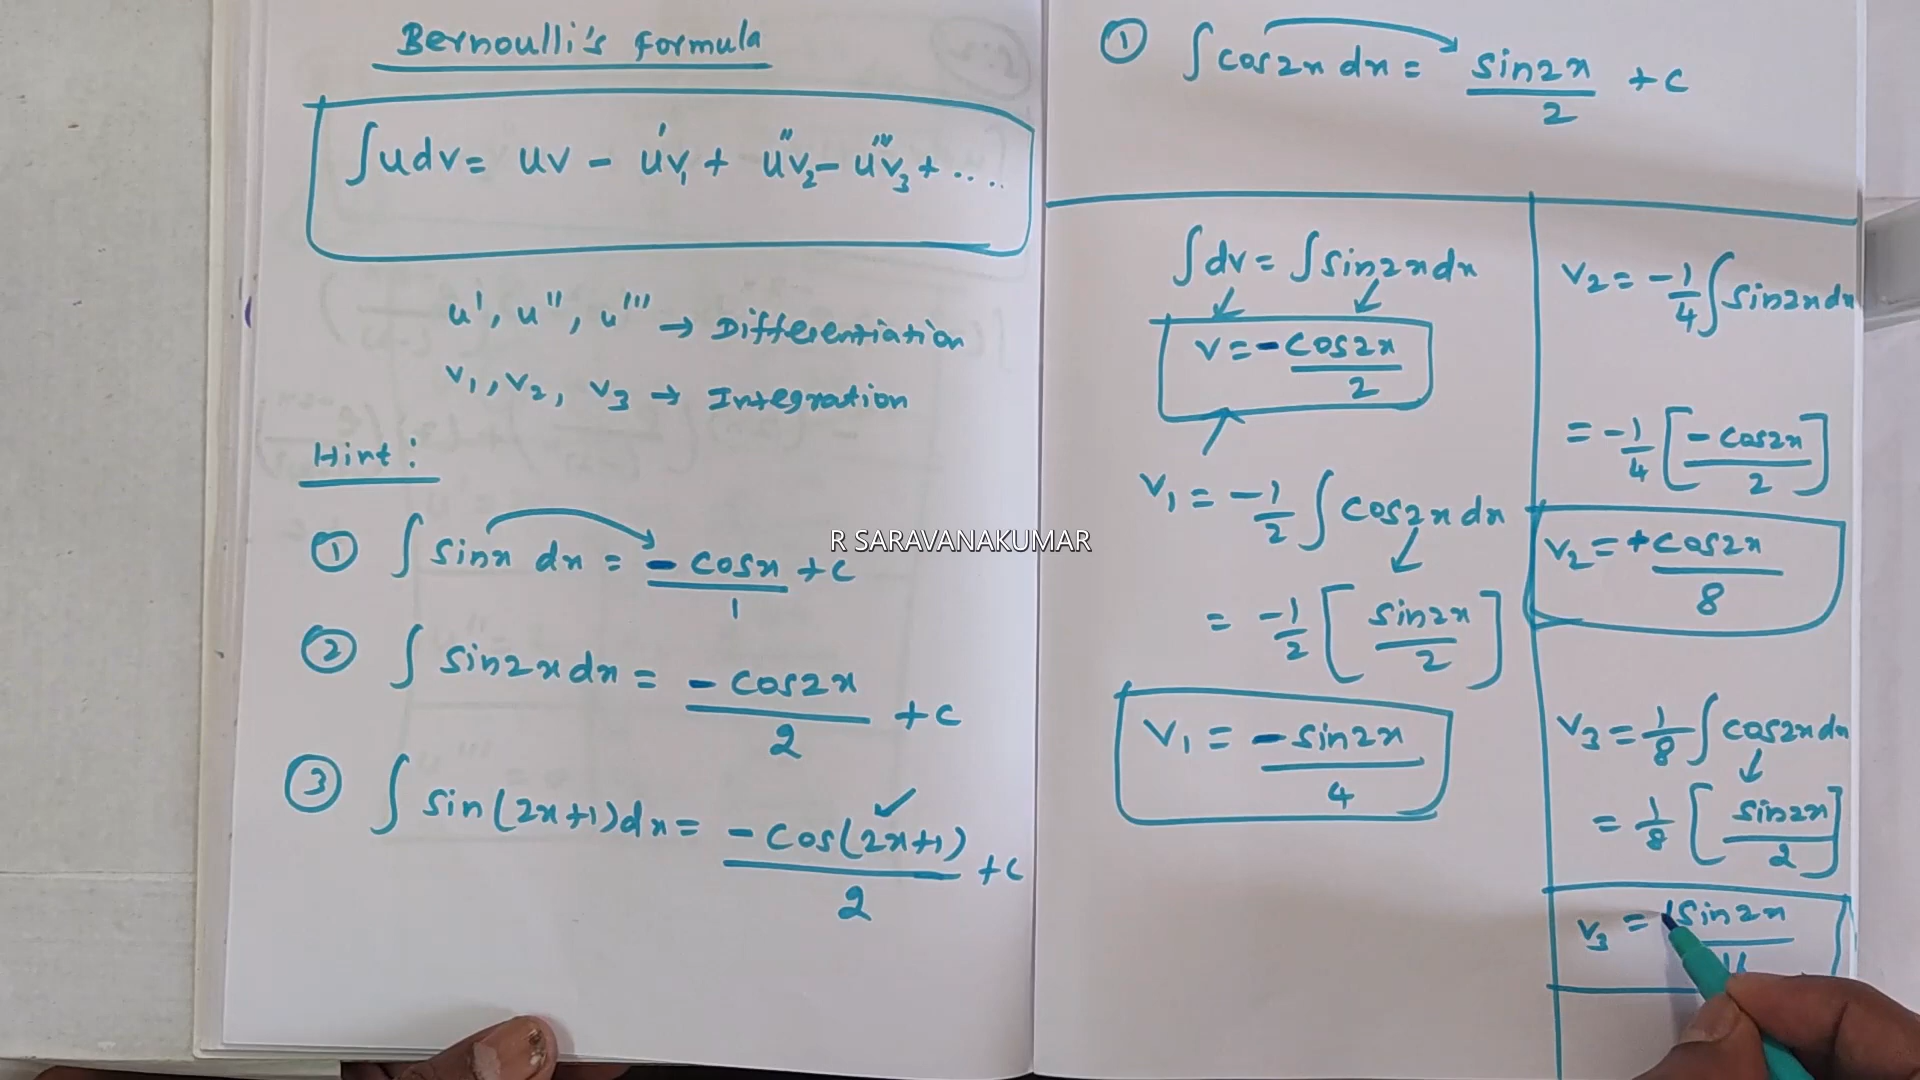 Bernoulli's formula
∫udv = uv - u'v₁ + u''v₂ - u'''v₃ + ....
u', u'', u''' → Differentiation
v₁, v₂, v₃ → Integration
Hint:
① ∫ sinx dx = -cosx/1 + c
② ∫ sin2x dx = -cos2x/2 + c
③ ∫ sin(2x+1)dx = -cos(2x+1)/2 + c
① ∫cos2x dx = sin2x/2 + c
∫dv = ∫sin2x dx
v = -cos2x/2
v₁ = -1/2 ∫ cos2x dx
= -1/2 [sin2x/2]
v₁ = -sin2x/4
v₂ = -1/4 ∫sin2x dx
= -1/4 [-cos2x/2]
v₂ = +cos2x/8
v₃ = 1/8 ∫cos2x dx
= 1/8 [sin2x/2]
v₃ = sin2x
R SARAVANAKUMAR